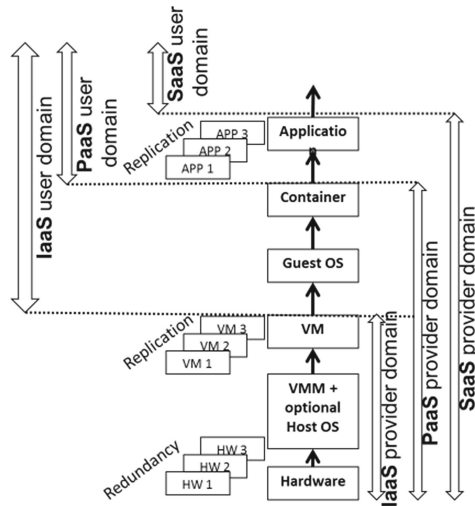 IaaS user domain
PaaS user
domain
SaaS user
domain
Replication
APP 3
APP 2
APP 1
Applicatio
n
Container
Guest OS
Replication
VM 3
VM 2
VM 1
VM
VMM +
optional
Host OS
Redundancy
HW 3
HW 2
HW 1
Hardware
IaaS provider domain
PaaS provider domain
SaaS provider domain